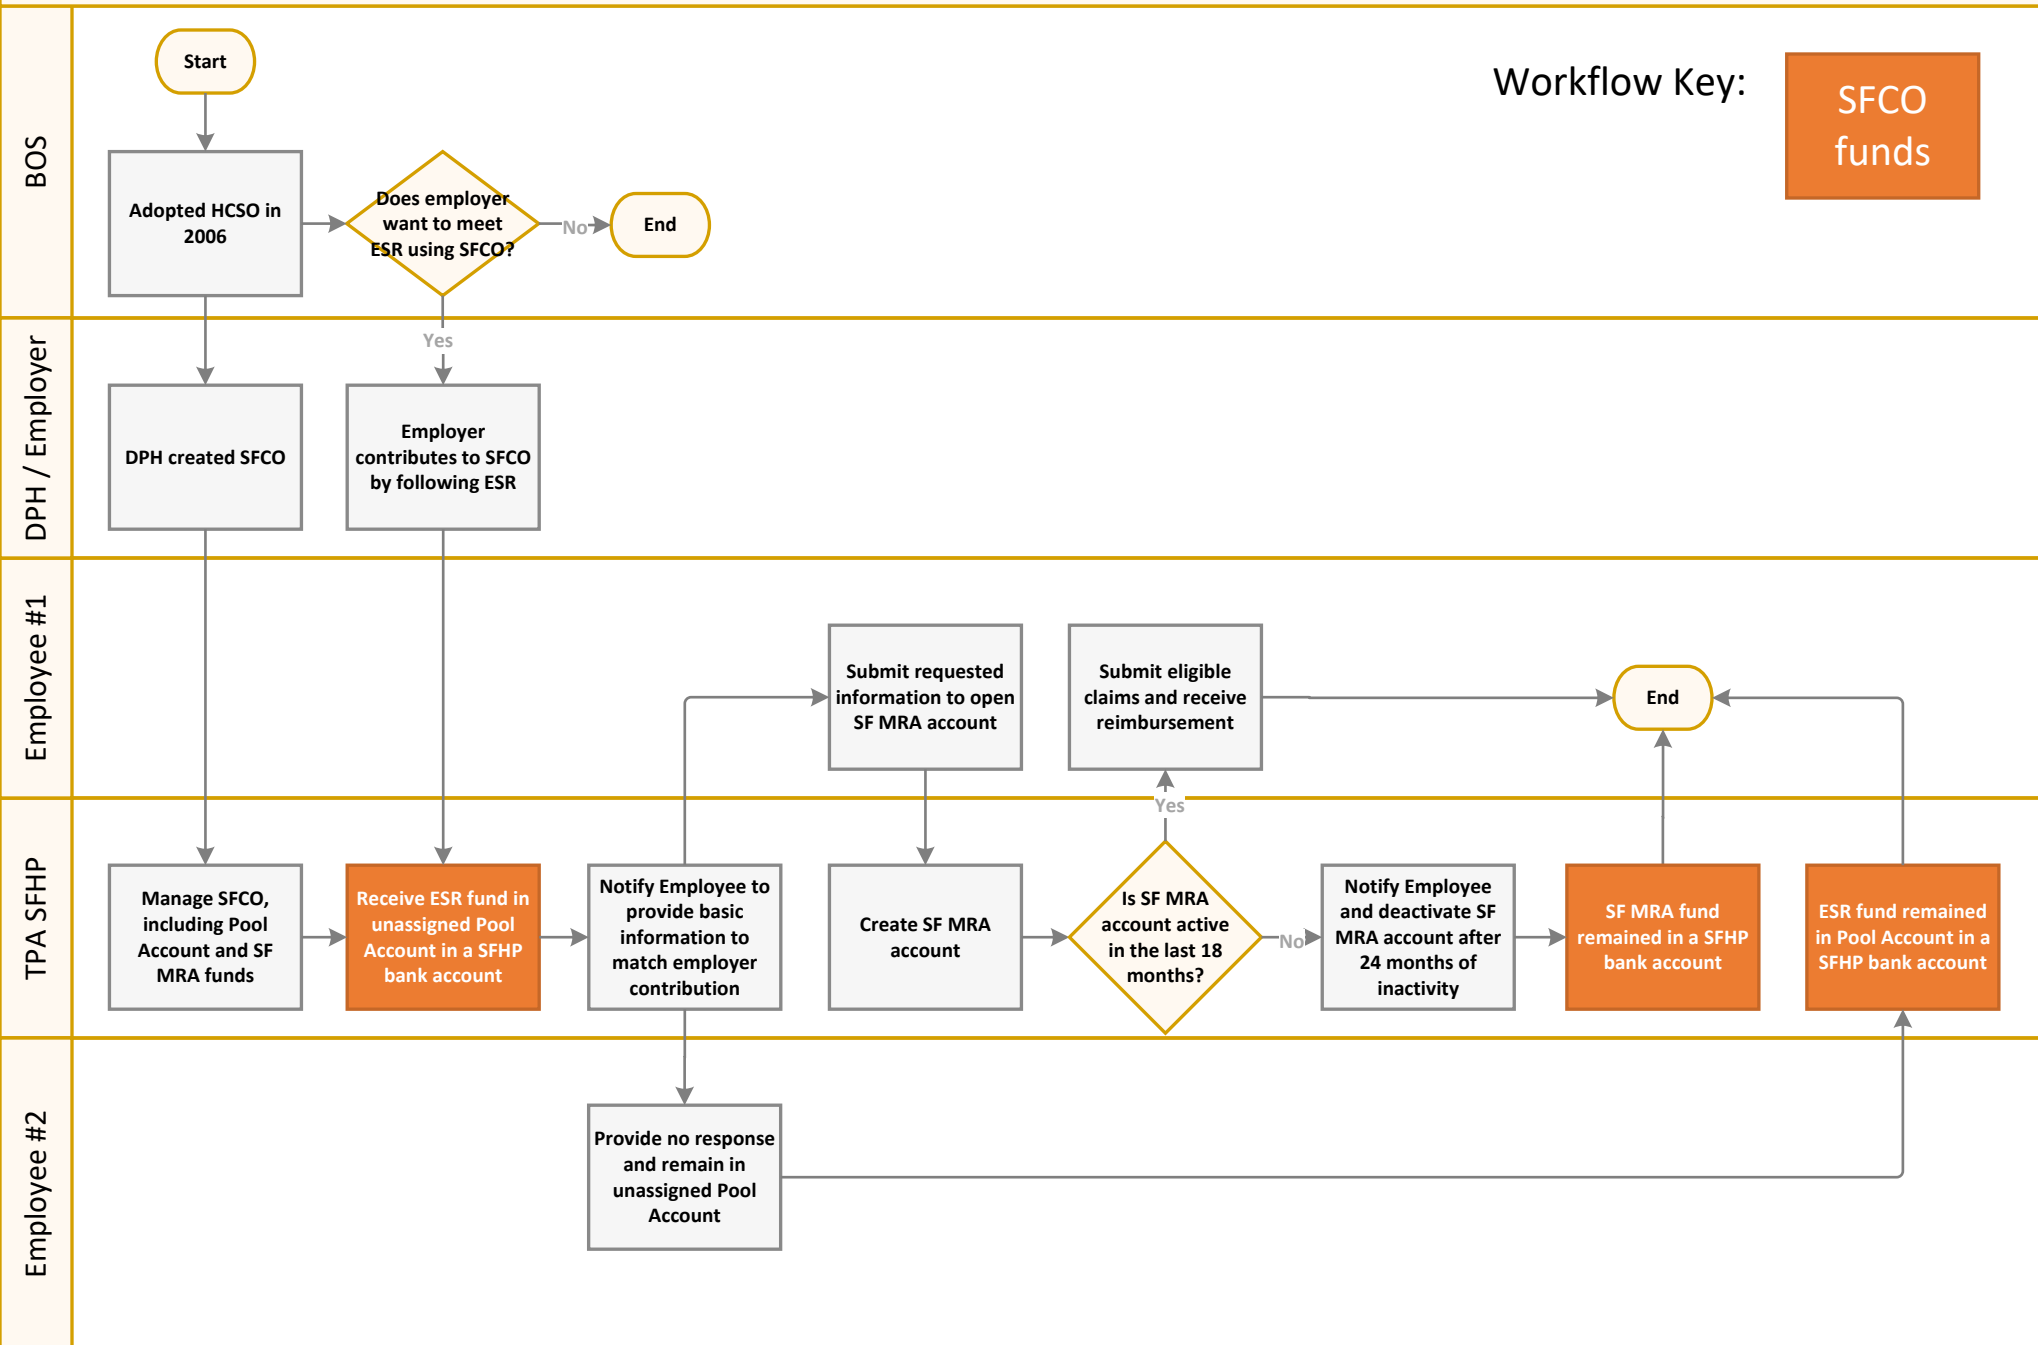 BOS
Start
Workflow Key:
SFCO
funds
Adopted HCSO in
2006
Does employer
want to meet
ESR using SFCO?
No
End
Yes
DPH / Employer
DPH created SFCO
Employer
contributes to SFCO
by following ESR
Employee #1
Submit requested
information to open
SF MRA account
Submit eligible
claims and receive
reimbursement
End
Yes
TPA SFHP
Manage SFCO,
including Pool
Account and SF
MRA funds
Receive ESR fund in
unassigned Pool
Account in a SFHP
bank account
Notify Employee to
provide basic
information to
match employer
contribution
Create SF MRA
account
Is SF MRA
account active
in the last 18
months?
No
Notify Employee
and deactivate SF
MRA account after
24 months of
inactivity
SF MRA fund
remained in a SFHP
bank account
ESR fund remained
in Pool Account in a
SFHP bank account
Employee #2
Provide no response
and remain in
unassigned Pool
Account